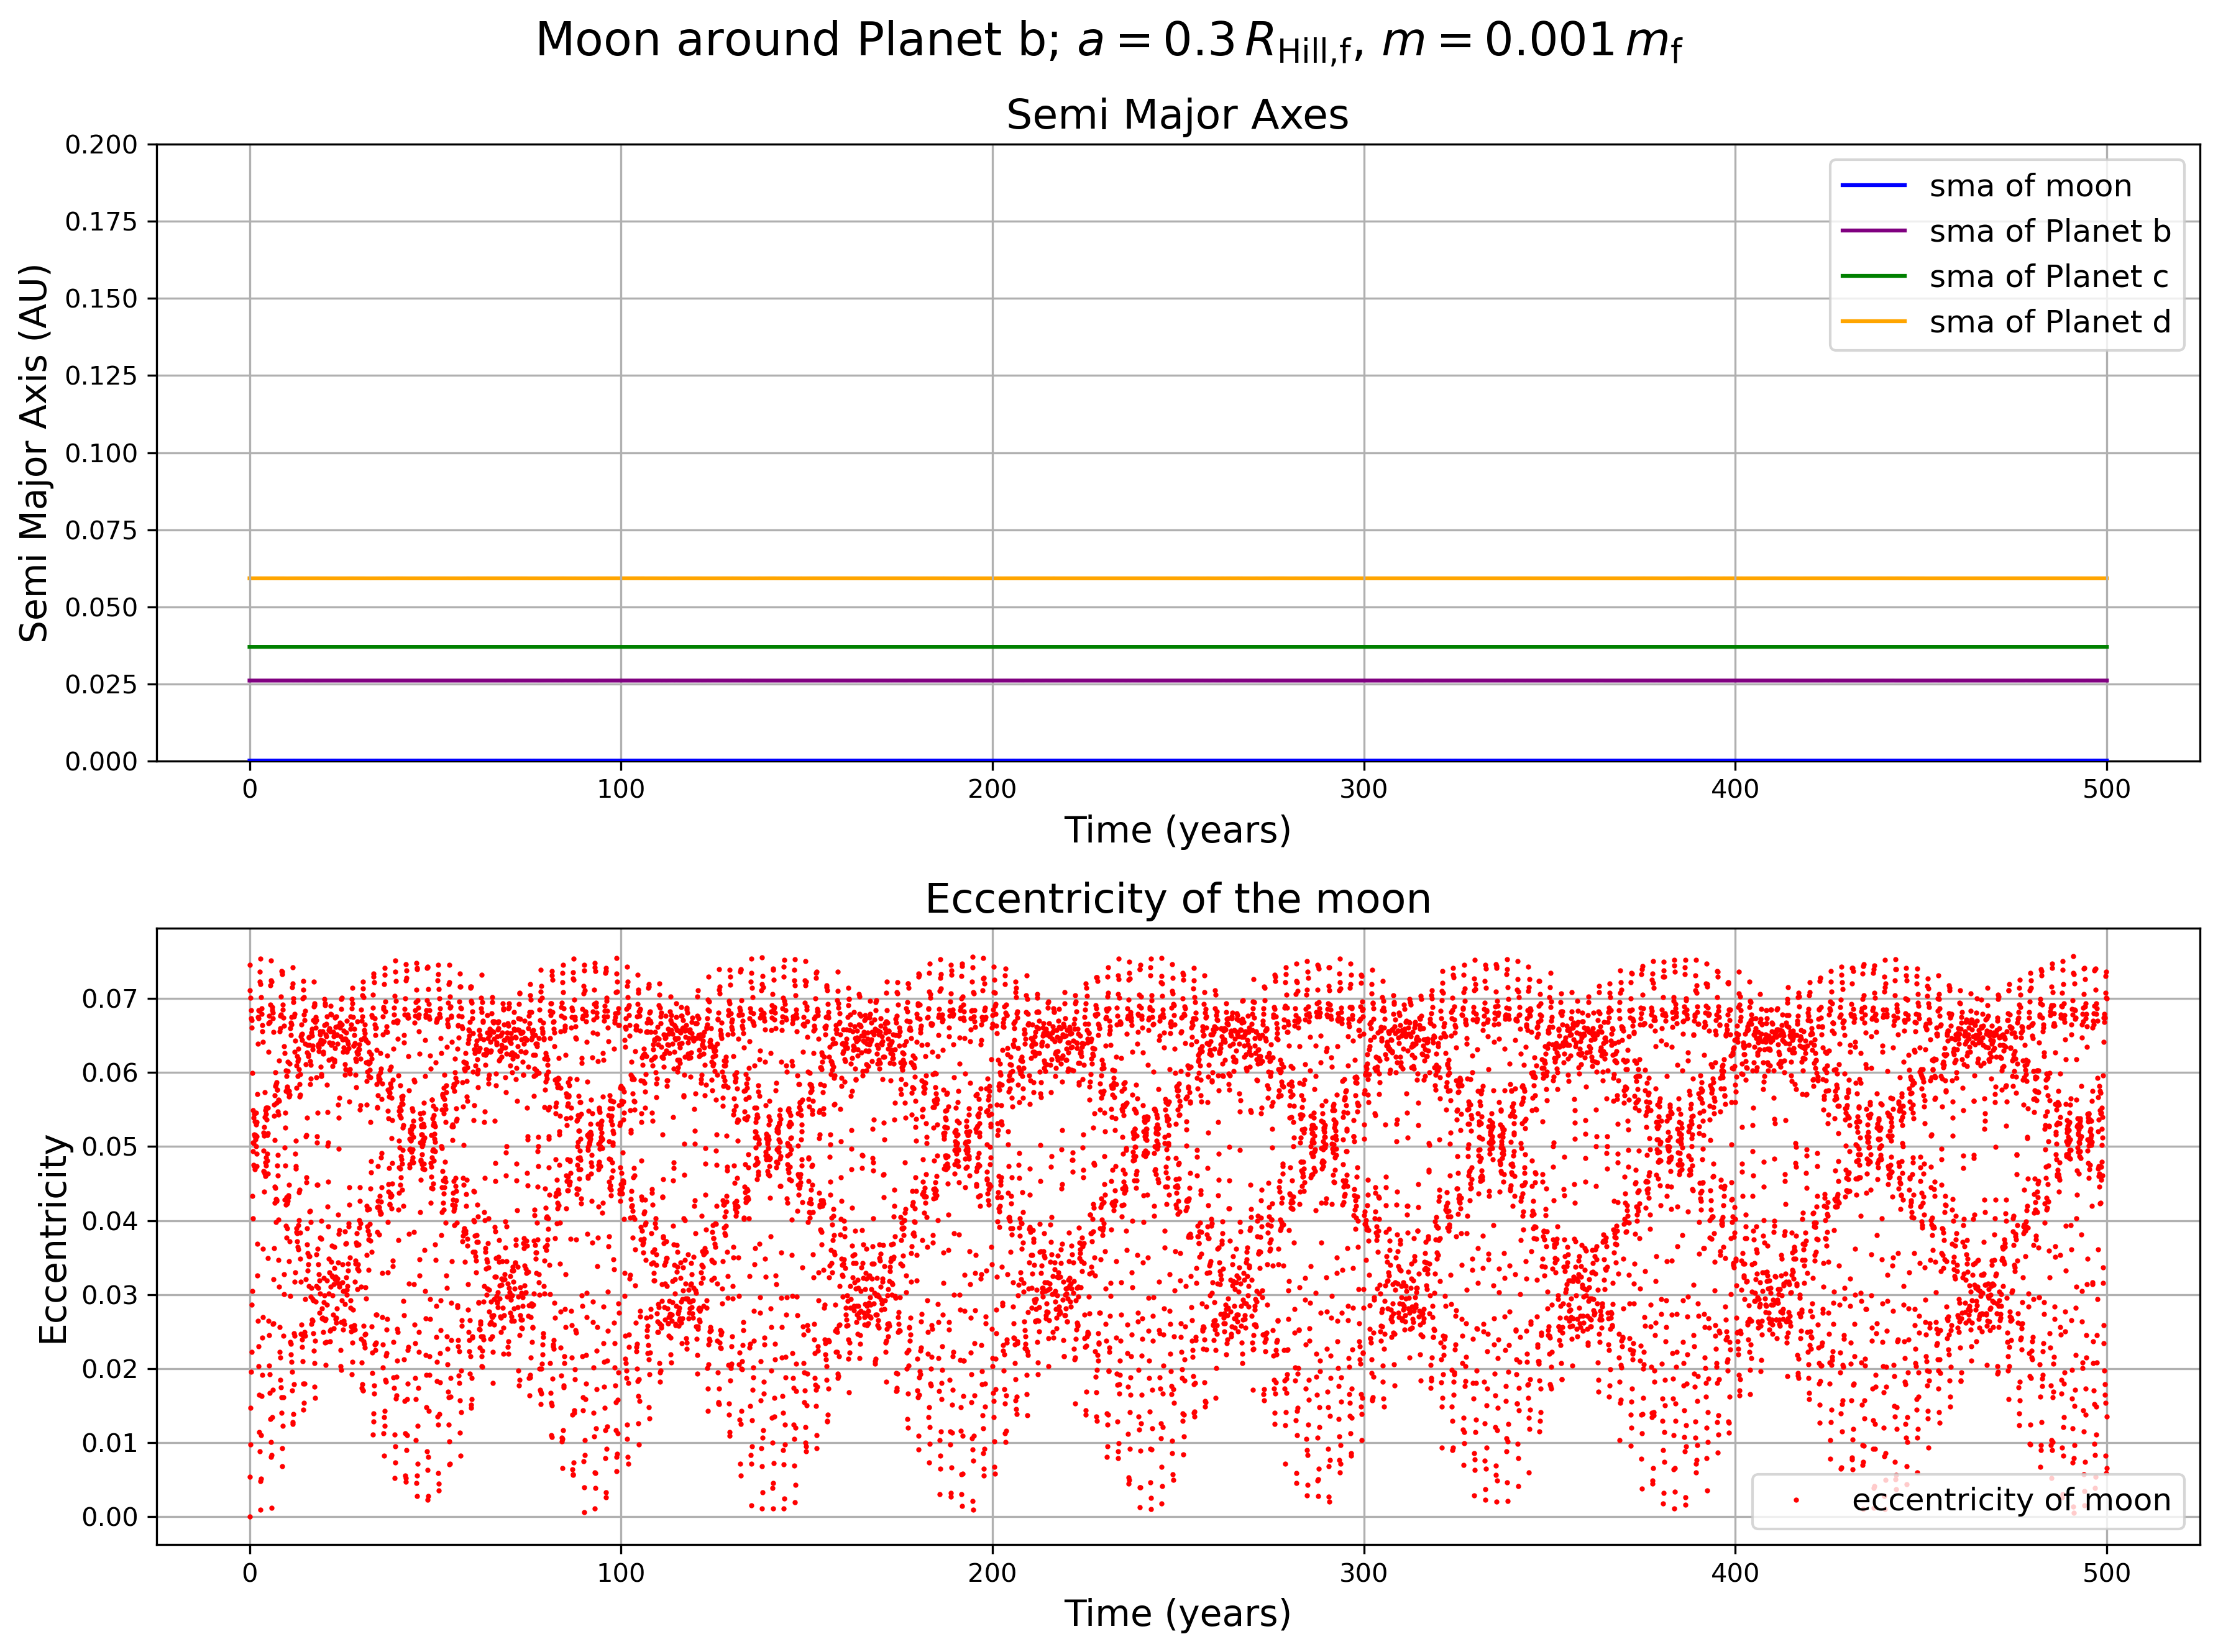 Moon around Planet b; a = 0.3 R_Hill,f, m = 0.001 m_f
Semi Major Axes
Semi Major Axis (AU)
0.200
0.175
0.150
0.125
0.100
0.075
0.050
0.025
0.000
sma of moon
sma of Planet b
sma of Planet c
sma of Planet d
0 100 200 300 400 500
Time (years)
Eccentricity of the moon
Eccentricity
0.07
0.06
0.05
0.04
0.03
0.02
0.01
0.00
eccentricity of moon
0 100 200 300 400 500
Time (years)